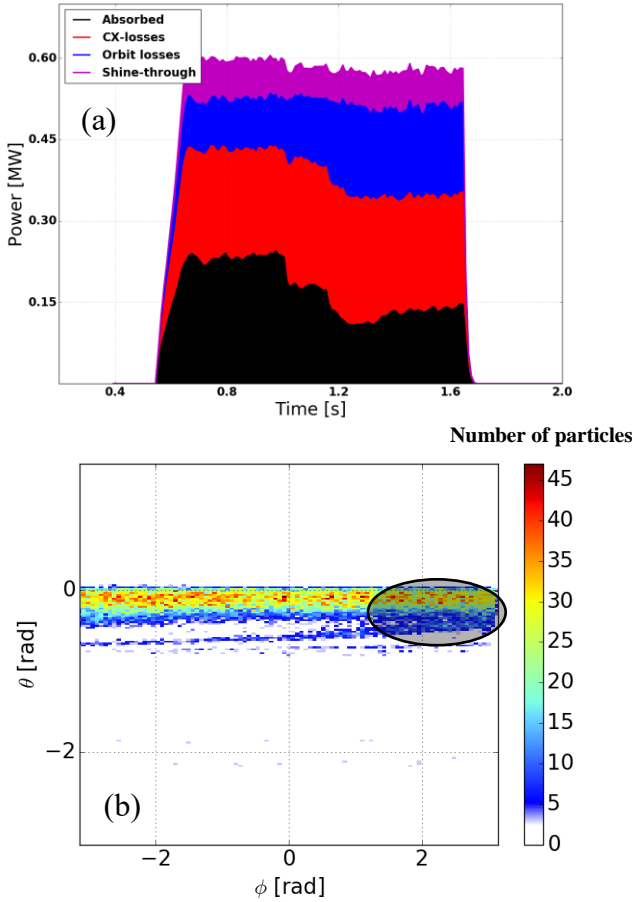 Absorbed
CX-losses
Orbit losses
Shine-through
(a)
Power [MW]
0.60
0.45
0.30
0.15
0.4 0.8 1.2 1.6 2.0
Time [s]
Number of particles
(b)
θ [rad]
0
−2
−2 0 2
ϕ [rad]
45
40
35
30
25
20
15
10
5
0